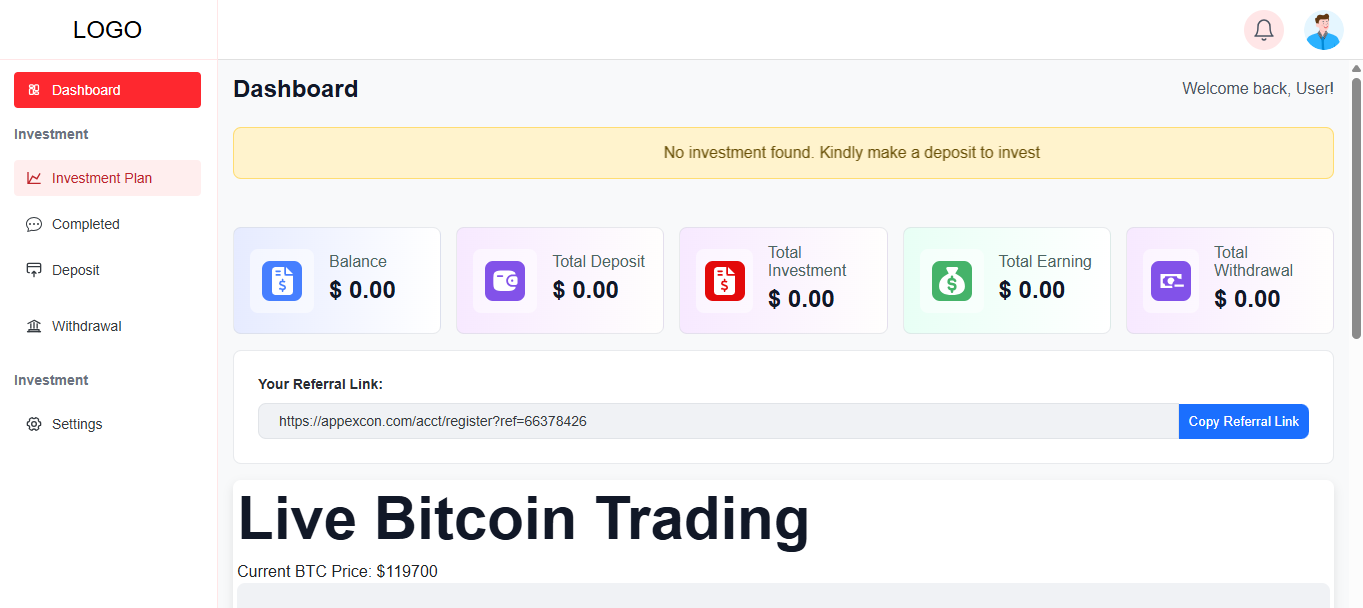 LOGO
Dashboard
Investment
Investment Plan
Completed
Deposit
Withdrawal
Investment
Settings
Dashboard
Welcome back, User!
No investment found. Kindly make a deposit to invest
Balance
$ 0.00
Total Deposit
$ 0.00
Total
Investment
$ 0.00
Total Earning
$ 0.00
Total
Withdrawal
$ 0.00
Your Referral Link:
https://appexcon.com/acct/register?ref=66378426
Copy Referral Link
Live Bitcoin Trading
Current BTC Price: $119700